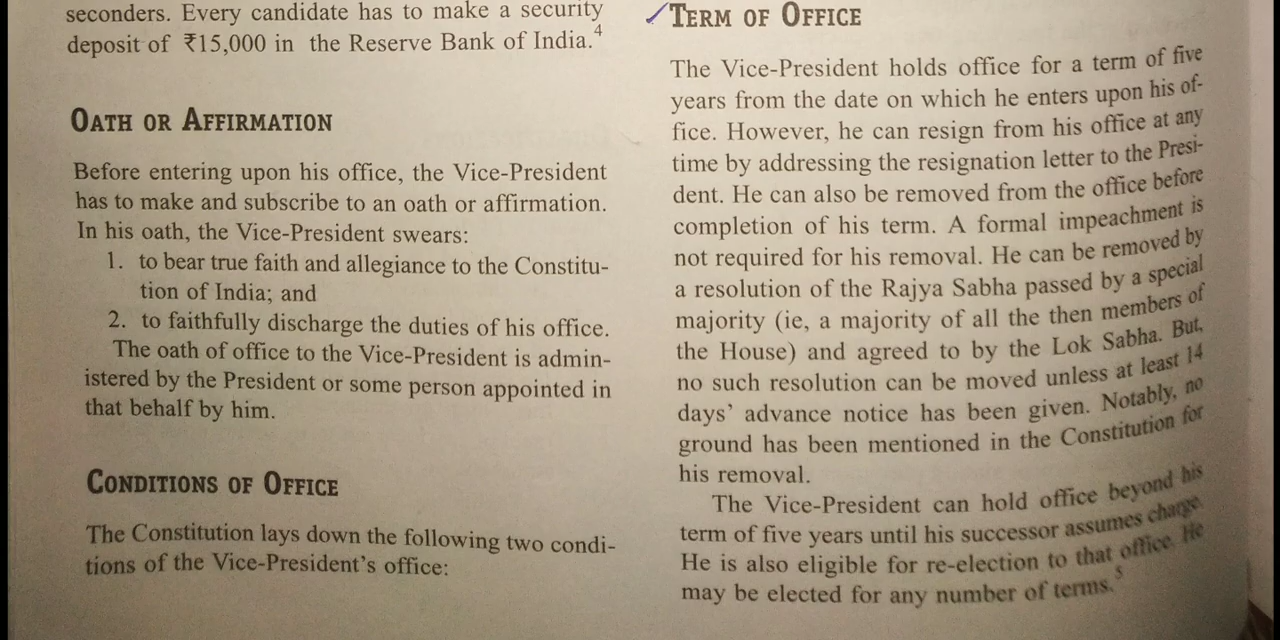 seconders. Every candidate has to make a security
deposit of ₹15,000 in the Reserve Bank of India.4
OATH OR AFFIRMATION
Before entering upon his office, the Vice-President
has to make and subscribe to an oath or affirmation.
In his oath, the Vice-President swears:
1. to bear true faith and allegiance to the Constitu-
tion of India; and
2. to faithfully discharge the duties of his office.
The oath of office to the Vice-President is admin-
istered by the President or some person appointed in
that behalf by him.
CONDITIONS OF OFFICE
The Constitution lays down the following two condi-
tions of the Vice-President's office:
TERM OF OFFICE
The Vice-President holds office for a term of five
years from the date on which he enters upon his of-
fice. However, he can resign from his office at any
time by addressing the resignation letter to the Presi-
dent. He can also be removed from the office before
completion of his term. A formal impeachment is
not required for his removal. He can be removed by
a resolution of the Rajya Sabha passed by a special
majority (ie, a majority of all the then members of
the House) and agreed to by the Lok Sabha. But,
no such resolution can be moved unless at least 14
days' advance notice has been given. Notably, no
ground has been mentioned in the Constitution for
his removal.
The Vice-President can hold office beyond his
term of five years until his successor assumes charge.
He is also eligible for re-election to that office. He
may be elected for any number of terms.5